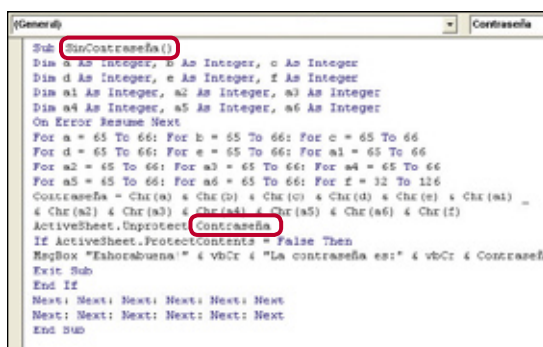 (General) Contraseña
Sub SinContraseña()
Dim a As Integer, b As Integer, c As Integer
Dim d As Integer, e As Integer, f As Integer
Dim a1 As Integer, a2 As Integer, a3 As Integer
Dim a4 As Integer, a5 As Integer, a6 As Integer
On Error Resume Next
For a = 65 To 66: For b = 65 To 66: For c = 65 To 66
For d = 65 To 66: For e = 65 To 66: For a1 = 65 To 66
For a2 = 65 To 66: For a3 = 65 To 66: For a4 = 65 To 66
For a5 = 65 To 66: For a6 = 65 To 66: For f = 32 To 126
Contraseña = Chr(a) & Chr(b) & Chr(c) & Chr(d) & Chr(e) & Chr(a1) _
& Chr(a2) & Chr(a3) & Chr(a4) & Chr(a5) & Chr(a6) & Chr(f)
ActiveSheet.Unprotect Contraseña
If ActiveSheet.ProtectContents = False Then
MsgBox "Enhorabuena!" & vbCr & "La contraseña es:" & vbCr & Contraseñ
Exit Sub
End If
Next: Next: Next: Next: Next: Next
Next: Next: Next: Next: Next: Next
End Sub